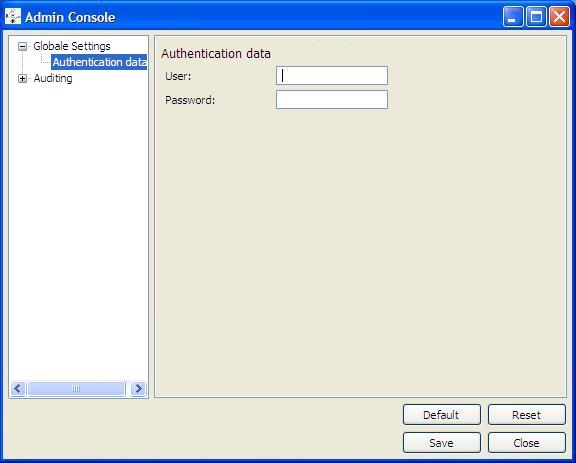 Admin Console
Globale Settings
Authentication data
Auditing
Authentication data
User:
Password:
Default
Reset
Save
Close